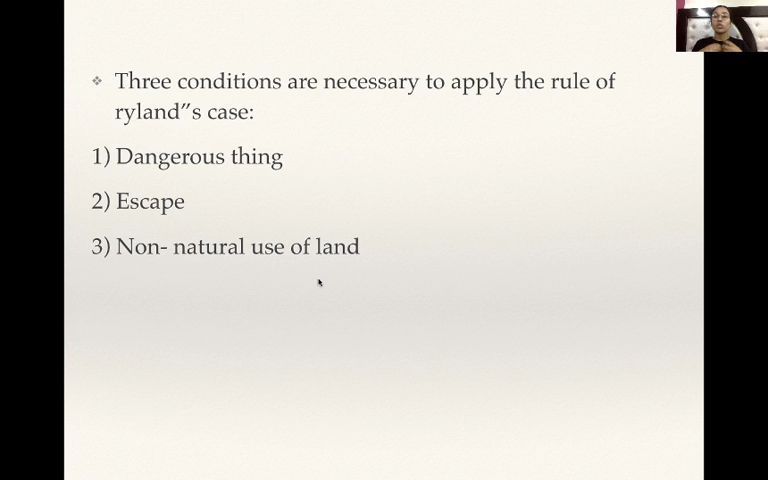 Three conditions are necessary to apply the rule of
ryland”s case:
1) Dangerous thing
2) Escape
3) Non- natural use of land